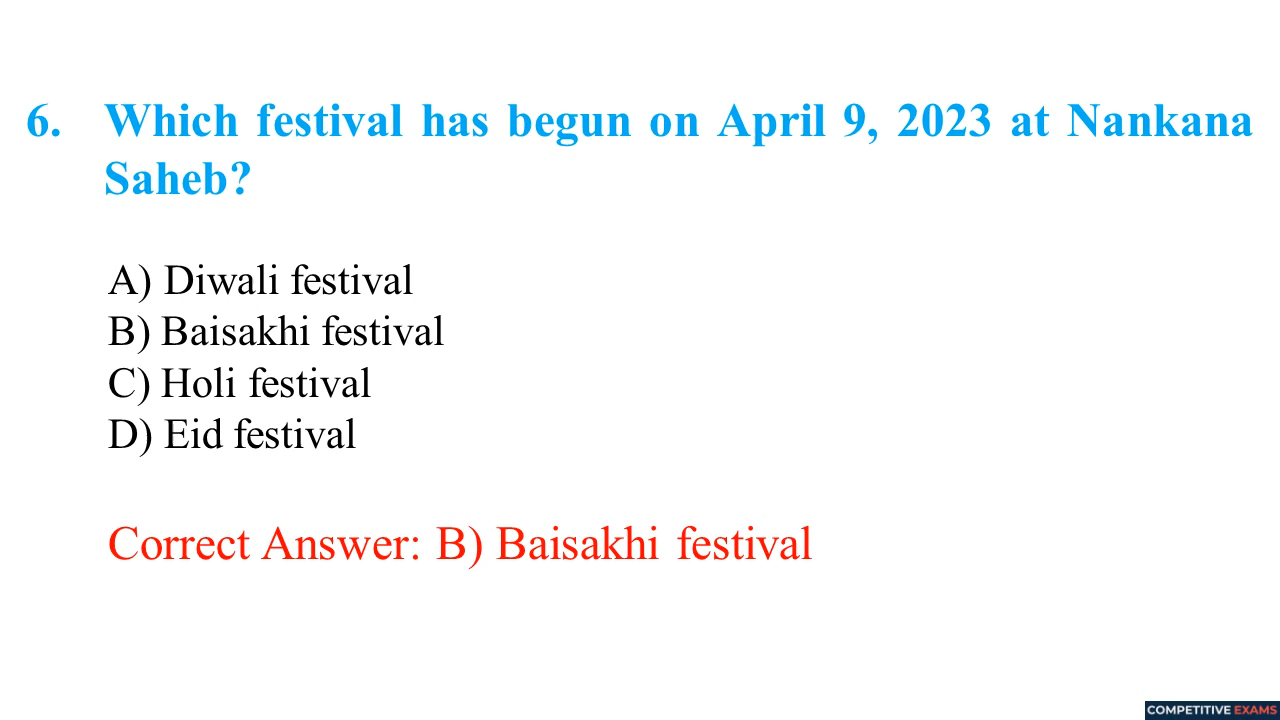 6. Which festival has begun on April 9, 2023 at Nankana
Saheb?
A) Diwali festival
B) Baisakhi festival
C) Holi festival
D) Eid festival
Correct Answer: B) Baisakhi festival
COMPETITIVE EXAMS